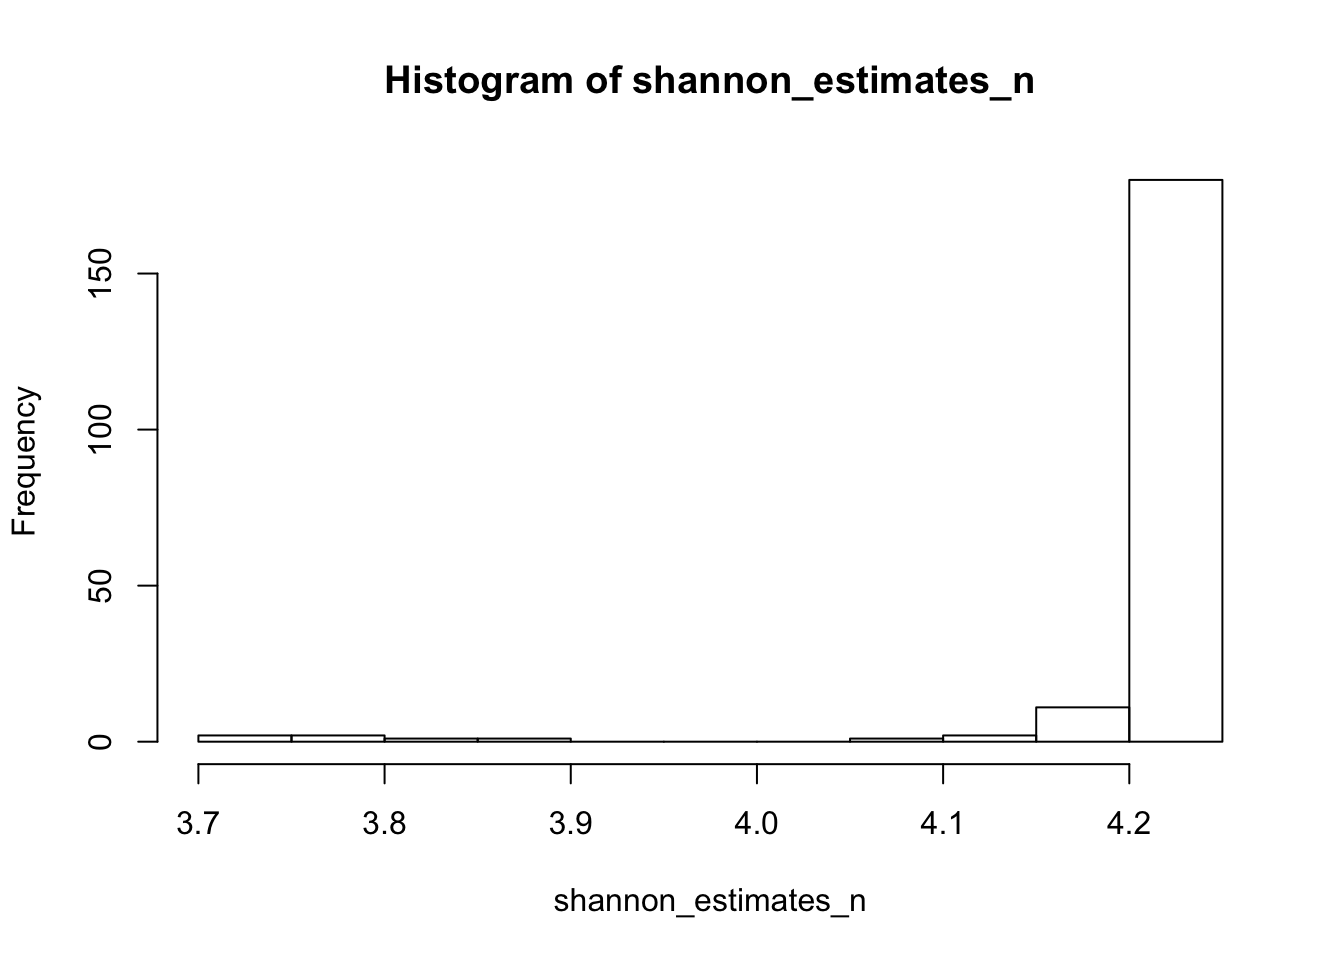 Histogram of shannon_estimates_n
Frequency
150
100
50
0
3.7 3.8 3.9 4.0 4.1 4.2
shannon_estimates_n